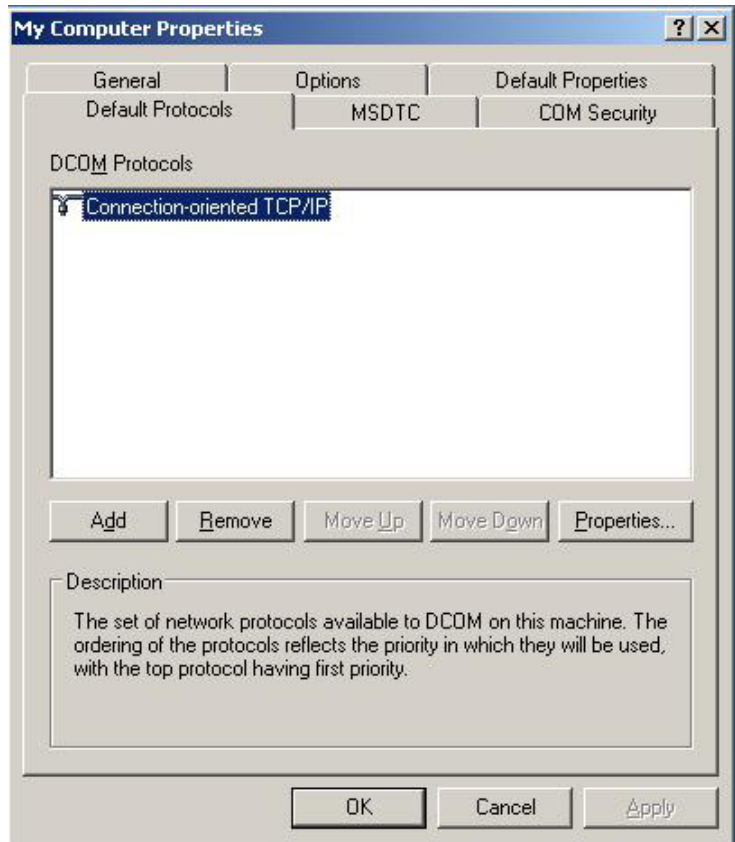 My Computer Properties
General Options Default Properties
Default Protocols MSDTC COM Security
DCOM Protocols
Connection-oriented TCP/IP
Add Remove Move Up Move Down Properties...
Description
The set of network protocols available to DCOM on this machine. The
ordering of the protocols reflects the priority in which they will be used,
with the top protocol having first priority.
OK Cancel Apply